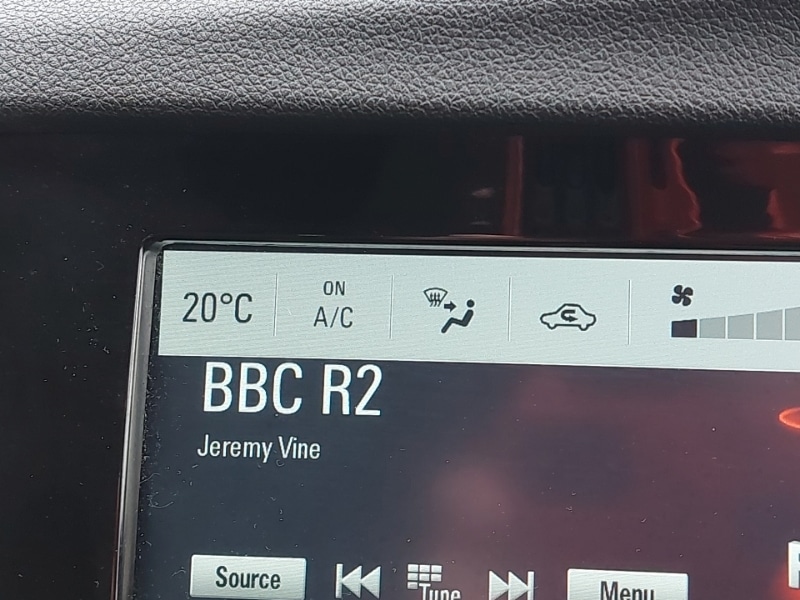 20°C
ON
A/C
BBC R2
Jeremy Vine
Source
Tune
Menu